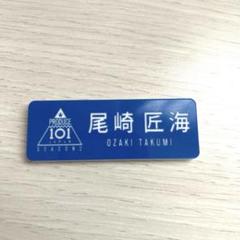 PRODUCE
101
JAPAN
SEASON2
尾崎匠海
OZAKI TAKUMI